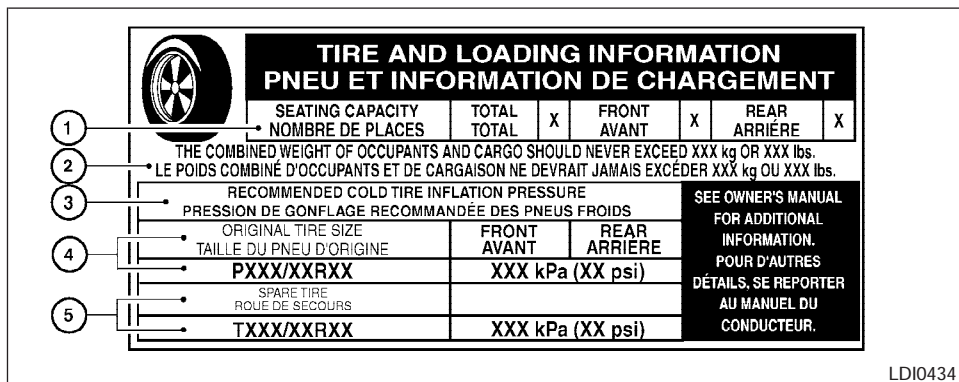 TIRE AND LOADING INFORMATION
PNEU ET INFORMATION DE CHARGEMENT
1
SEATING CAPACITY
NOMBRE DE PLACES
TOTAL
TOTAL
X
FRONT
AVANT
X
REAR
ARRIÉRE
X
2
THE COMBINED WEIGHT OF OCCUPANTS AND CARGO SHOULD NEVER EXCEED XXX kg OR XXX lbs.
LE POIDS COMBINÉ D'OCCUPANTS ET DE CARGAISON NE DEVRAIT JAMAIS EXCÉDER XXX kg OU XXX lbs.
3
RECOMMENDED COLD TIRE INFLATION PRESSURE
PRESSION DE GONFLAGE RECOMMANDÉE DES PNEUS FROIDS
4
ORIGINAL TIRE SIZE
TAILLE DU PNEU D'ORIGINE
FRONT
AVANT
REAR
ARRIÈRE
PXXX/XXRXX
XXX kPa (XX psi)
5
SPARE TIRE
ROUE DE SECOURS
TXXX/XXRXX
XXX kPa (XX psi)
SEE OWNER'S MANUAL
FOR ADDITIONAL
INFORMATION.
POUR D'AUTRES
DÉTAILS, SE REPORTER
AU MANUEL DU
CONDUCTEUR.
LDI0434